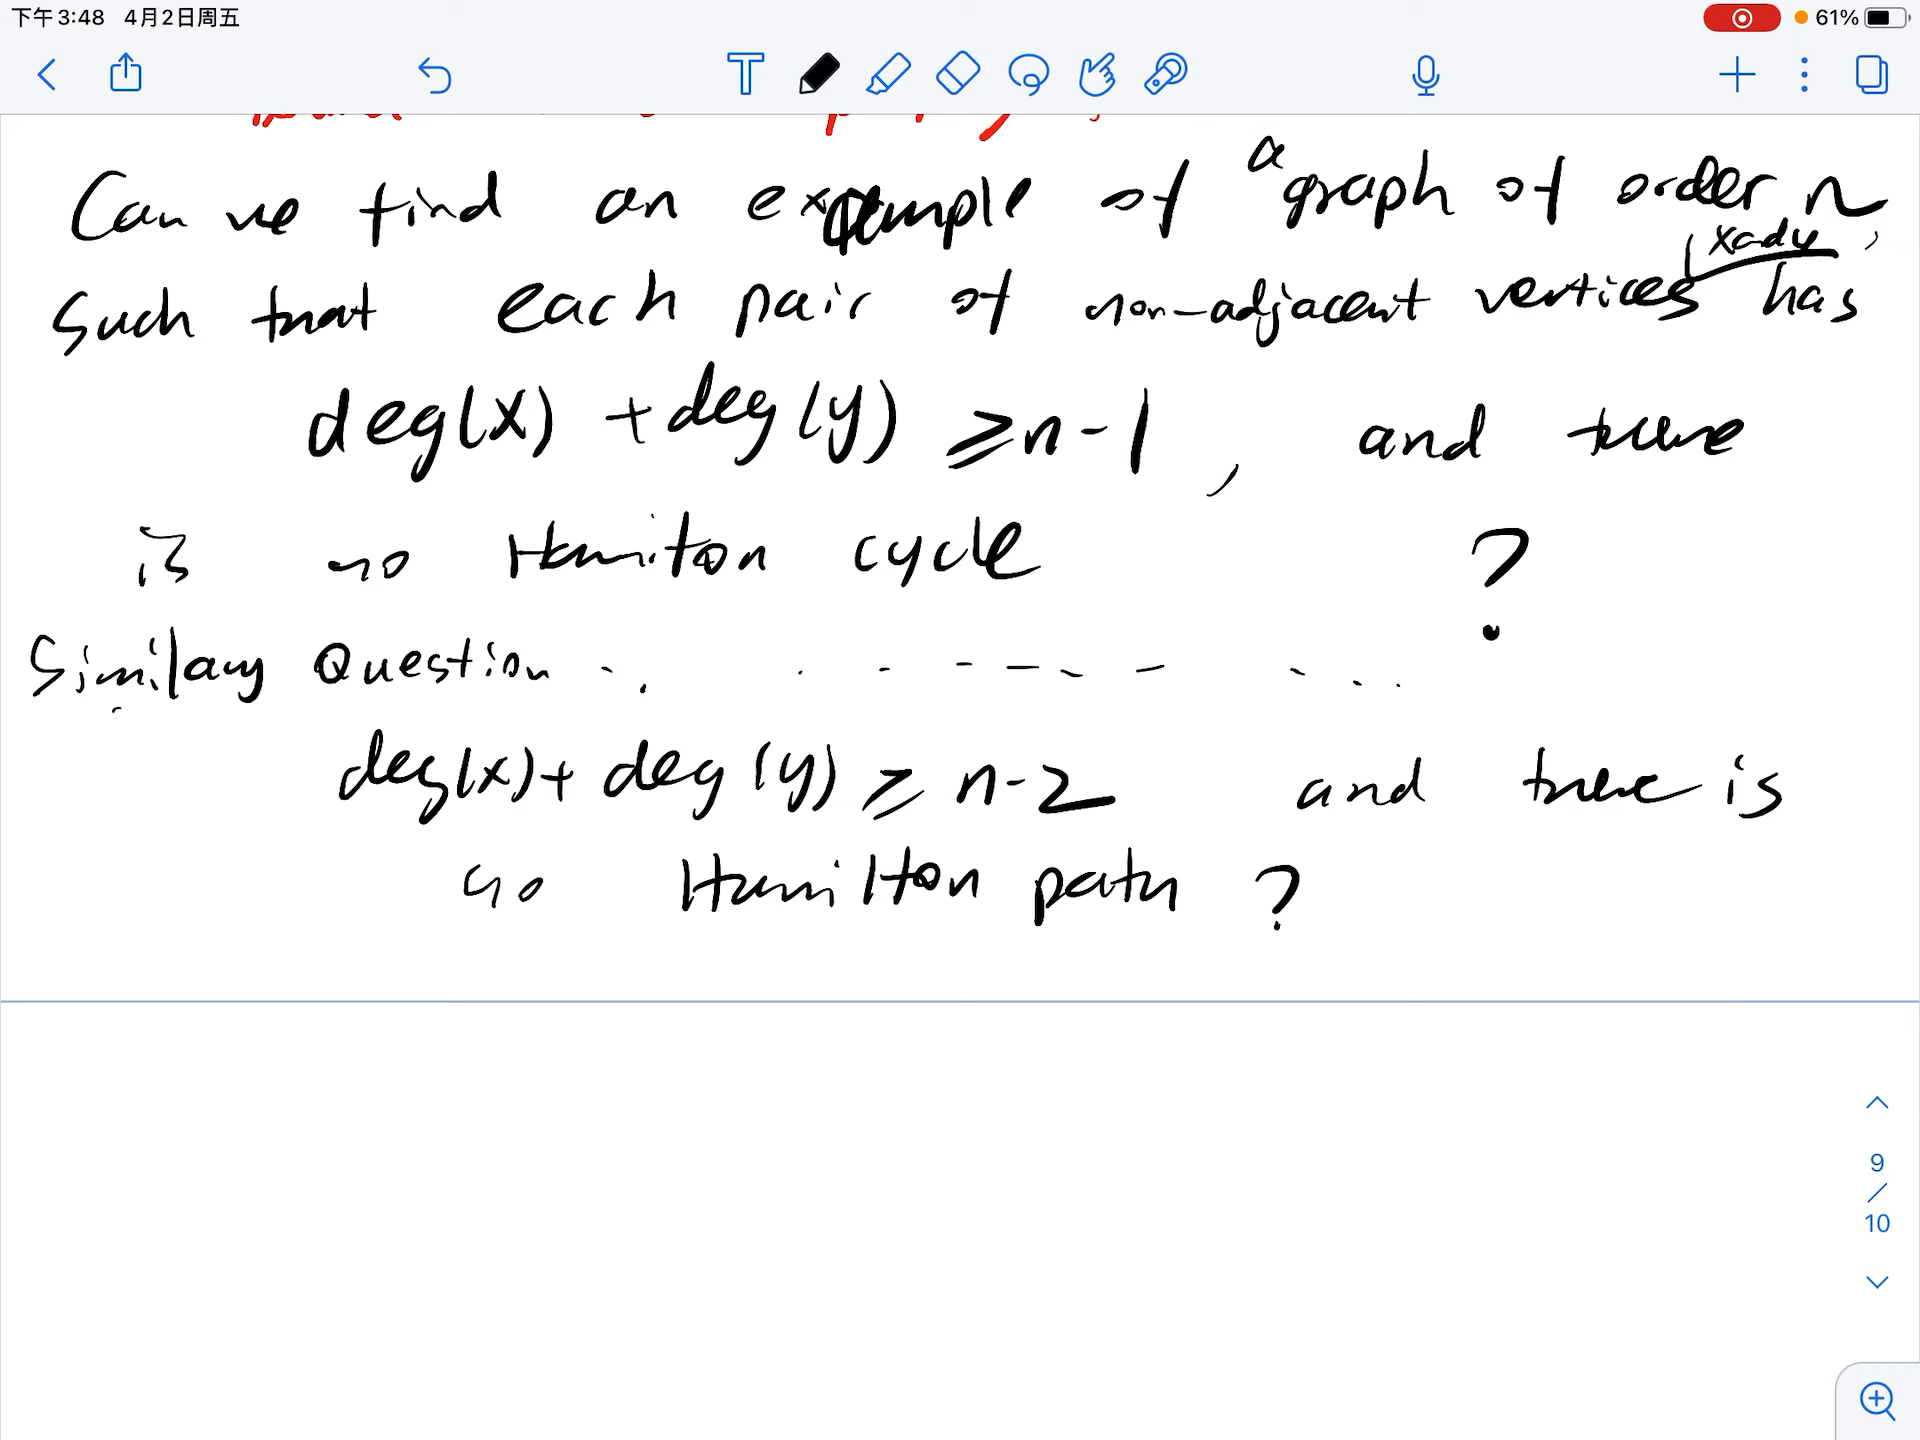 下午3:48 4月2日周五
61%
T
Can we find an example of a graph of order n,
such that each pair of non-adjacent vertices (x and y has
deg(x) + deg(y) ≥ n-1, and there
is no Hamiton cycle ?
Similary Question .. . - - — - - . . .
deg(x) + deg(y) ≥ n-2 and there is
no Hamilton path ?
9
/
10